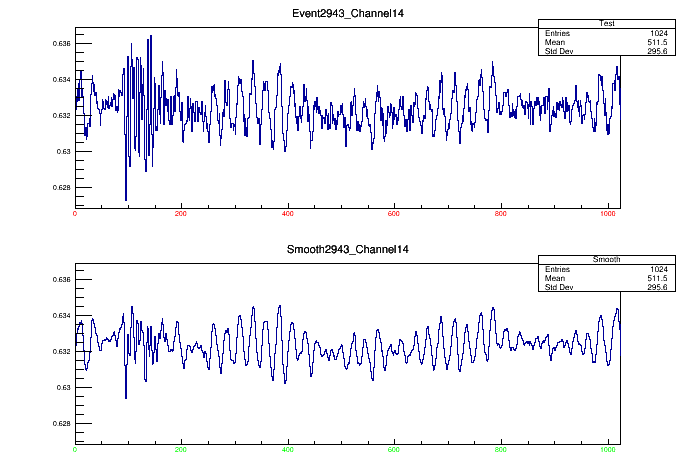 Event2943_Channel14
Test
Entries 1024
Mean 511.5
Std Dev 295.6
0.636
0.634
0.632
0.63
0.628
0 200 400 600 800 1000
Smooth2943_Channel14
Smooth
Entries 1024
Mean 511.5
Std Dev 295.6
0.636
0.634
0.632
0.63
0.628
0 200 400 600 800 1000